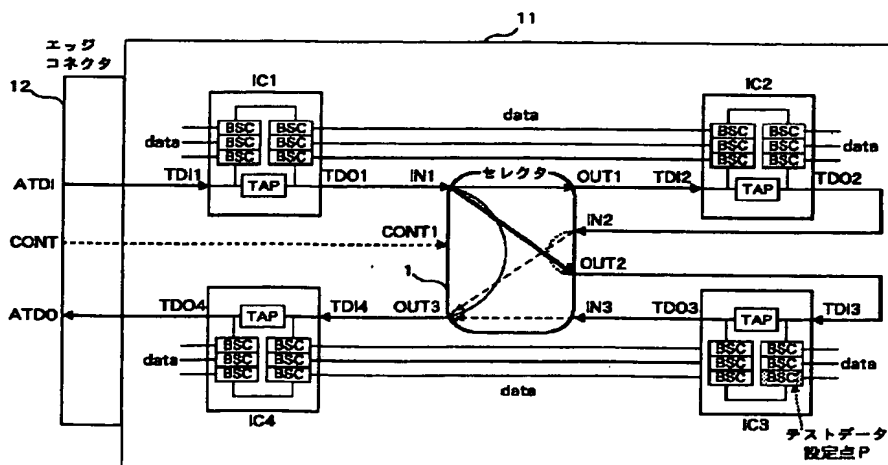 エッジ
コネクタ
12
11
IC1
IC2
data
BSC BSC
BSC BSC
BSC BSC
data
BSC BSC
BSC BSC
BSC BSC
data
ATDI
TDI1
TAP
TDO1
IN1
セレクタ
OUT1
TDI2
TAP
TDO2
IN2
CONT
CONT1
OUT2
1
ATDO
TDO4
TAP
TDI4
OUT3
IN3
TDO3
TAP
TDI3
data
BSC BSC
BSC BSC
BSC BSC
data
BSC BSC
BSC BSC
BSC BSC
data
IC4
IC3
テストデータ
設定点P